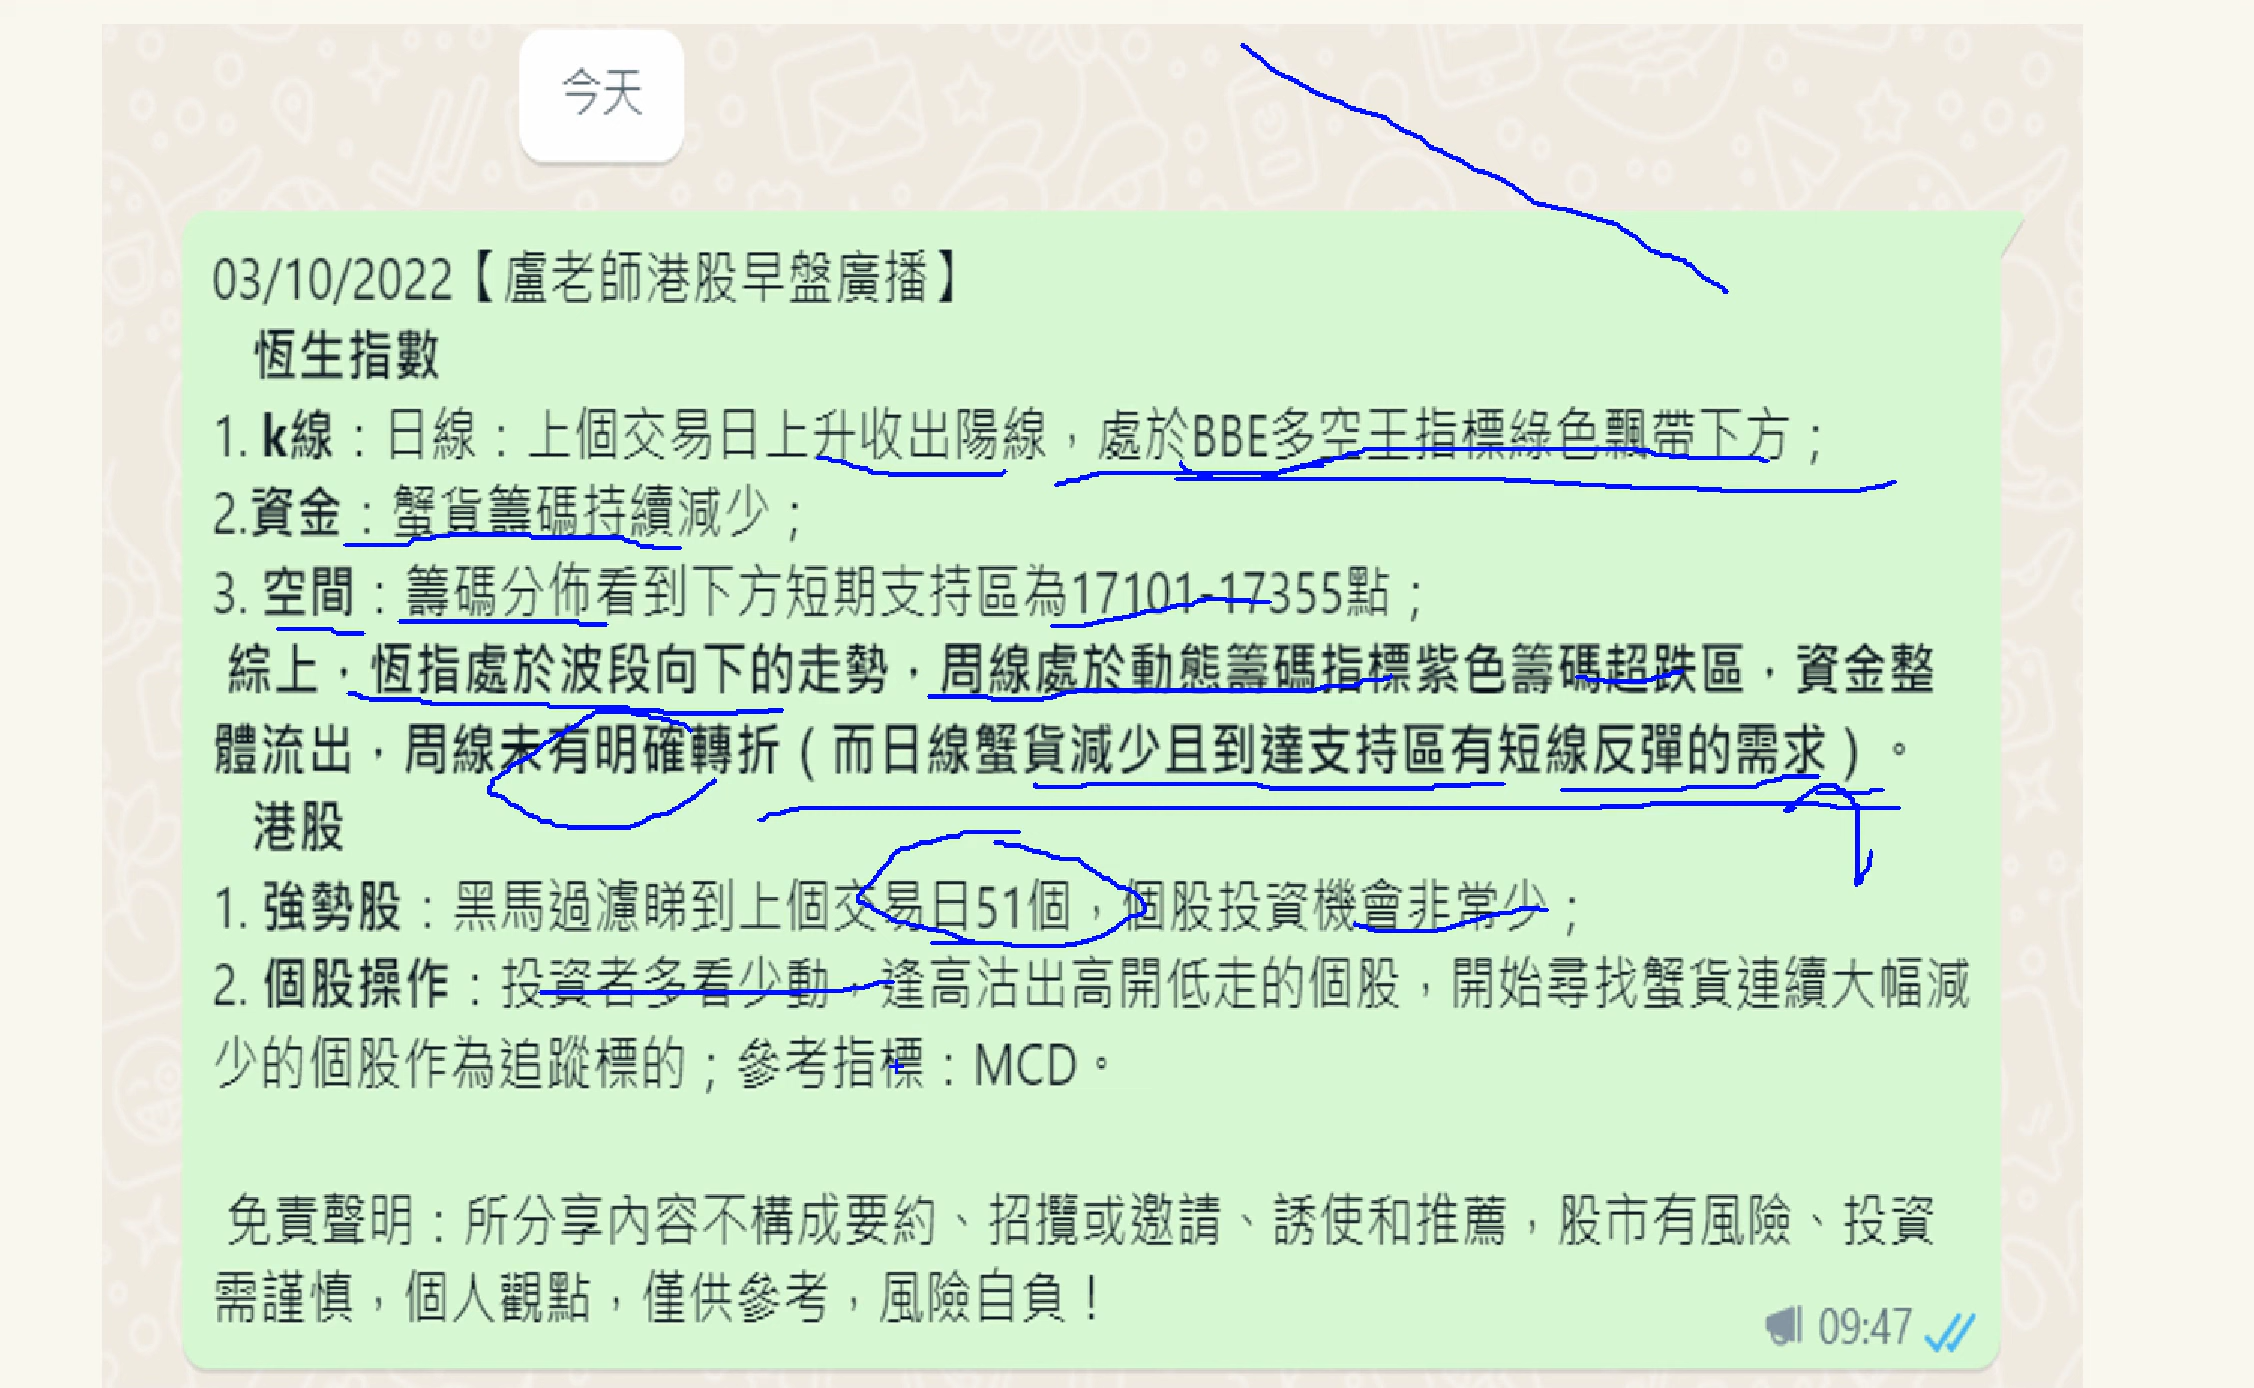 今天
03/10/2022【盧老師港股早盤廣播】
恆生指數
1. k線：日線：上個交易日上升收出陽線，處於BBE多空王指標綠色飄帶下方；
2.資金：蟹貨籌碼持續減少；
3. 空間：籌碼分佈看到下方短期支持區為17101-17355點；
綜上，恆指處於波段向下的走勢，周線處於動態籌碼指標紫色籌碼超跌區，資金整
體流出，周線未有明確轉折（而日線蟹貨減少且到達支持區有短線反彈的需求）。
港股
1. 強勢股：黑馬過濾睇到上個交易日51個，個股投資機會非常少；
2. 個股操作：投資者多看少動，逢高沽出高開低走的個股，開始尋找蟹貨連續大幅減
少的個股作為追蹤標的；參考指標：MCD。
免責聲明：所分享內容不構成要約、招攬或邀請、誘使和推薦，股市有風險、投資
需謹慎，個人觀點，僅供參考，風險自負！
09:47